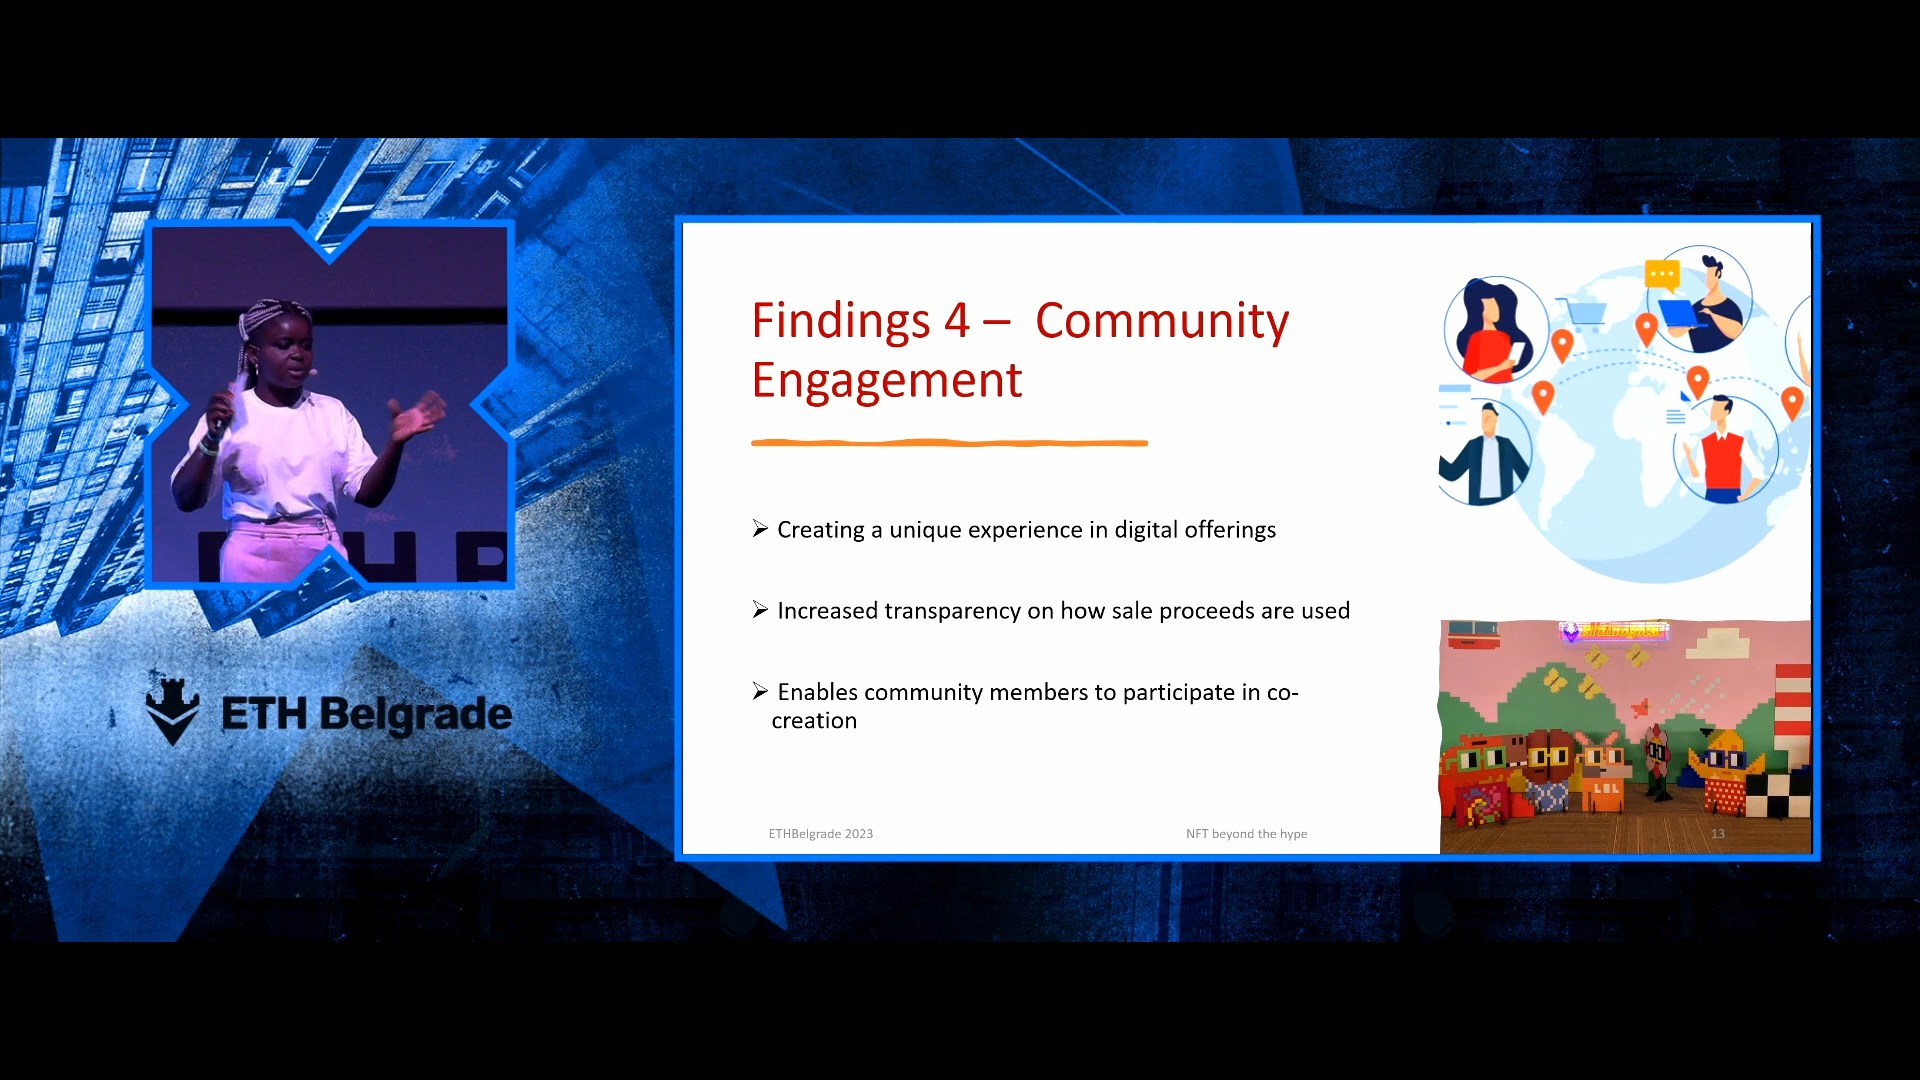 Findings 4 – Community
Engagement
➢ Creating a unique experience in digital offerings
➢ Increased transparency on how sale proceeds are used
➢ Enables community members to participate in co-
creation
ETHBelgrade 2023
NFT beyond the hype
13
LOL
ETH Belgrade